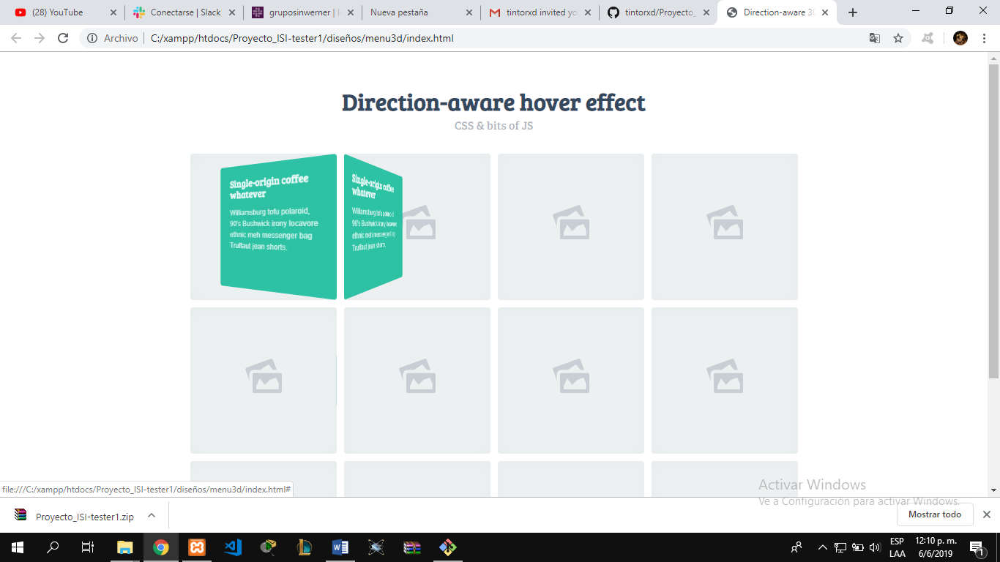 (28) YouTube
Conectarse | Slack
gruposinwerner |
Nueva pestaña
tintorxd invited yo
tintorxd/Proyecto_
Direction-aware 3D
Archivo
C:/xampp/htdocs/Proyecto_ISI-tester1/diseños/menu3d/index.html
Direction-aware hover effect
CSS & bits of JS
Single-origin coffee
whatever
Williamsburg tofu polaroid,
90's Bushwick irony locavore
ethnic meh messenger bag
Truffaut jean shorts.
Single-origin coffee
whatever
Williamsburg tofu polaroid,
90's Bushwick irony locavore
ethnic meh messenger bag
Truffaut jean shorts.
file:///C:/xampp/htdocs/Proyecto_ISI-tester1/diseños/menu3d/index.html#
Activar Windows
Ve a Configuración para activar Windows.
Proyecto_ISI-tester1.zip
Mostrar todo
ESP
LAA
12:10 p. m.
6/6/2019
1